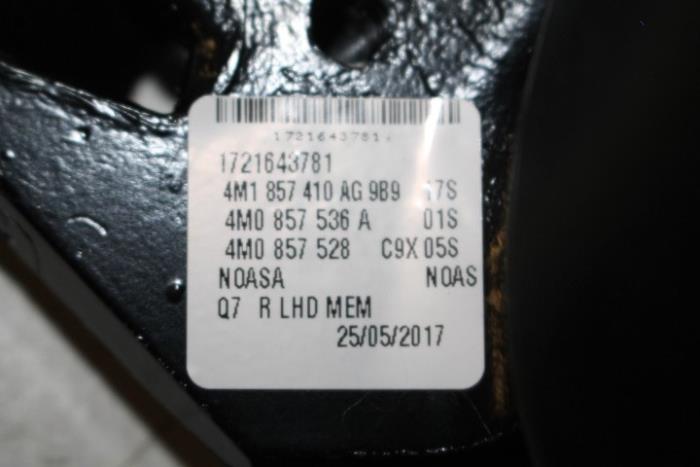 1721643781
1721643781
4M1 857 410 AG 9B9 17S
4M0 857 536 A 01S
4M0 857 528 C9X 05S
NOASA NOAS
Q7 R LHD MEM
25/05/2017